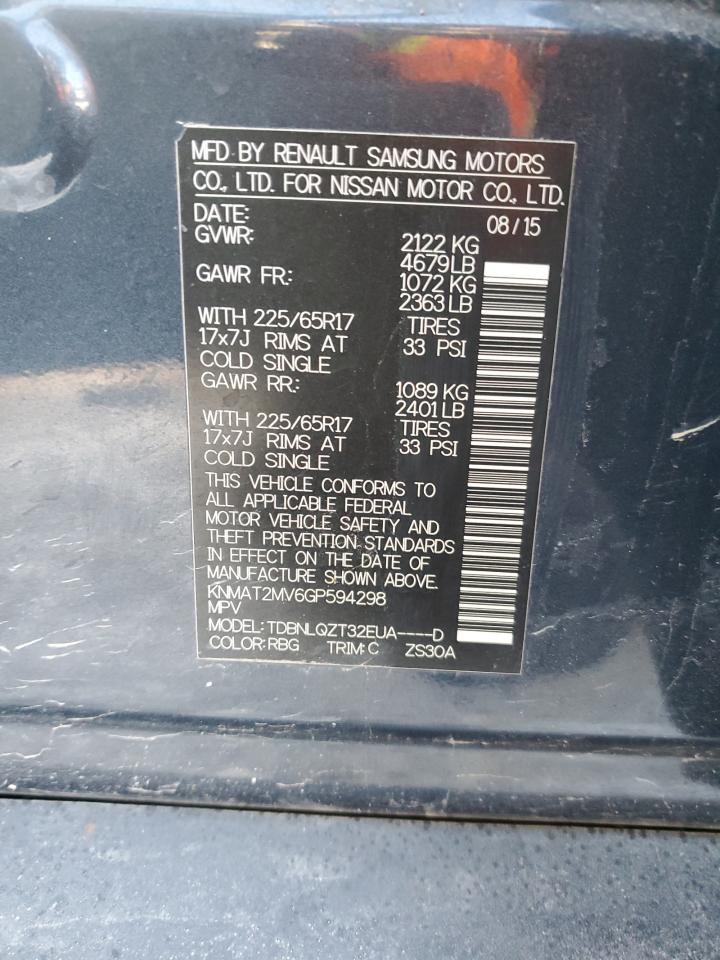 MFD BY RENAULT SAMSUNG MOTORS
CO., LTD. FOR NISSAN MOTOR CO., LTD.
DATE: 08/15
GVWR: 2122 KG
4679LB
GAWR FR.: 1072 KG
2363 LB
WITH 225/65R17 TIRES
17x7J RIMS AT 33 PSI
COLD SINGLE
GAWR RR.: 1089 KG
2401 LB
WITH 225/65R17 TIRES
17x7J RIMS AT 33 PSI
COLD SINGLE
THIS VEHICLE CONFORMS TO
ALL APPLICABLE FEDERAL
MOTOR VEHICLE SAFETY AND
THEFT PREVENTION STANDARDS
IN EFFECT ON THE DATE OF
MANUFACTURE SHOWN ABOVE.
KNMAT2MV6GP594298
MPV
MODEL: TDBNLQZT32EUA----D
COLOR: RBG TRIM: C ZS30A